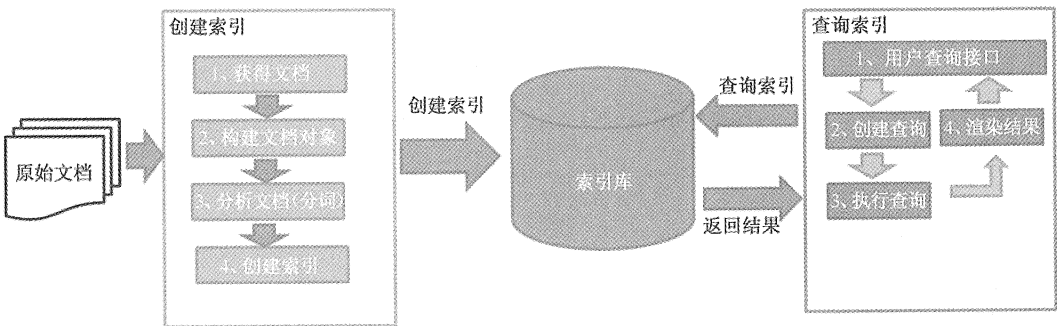 原始文档
创建索引
1、获得文档
2、构建文档对象
3、分析文档(分词)
4、创建索引
创建索引
索引库
查询索引
返回结果
查询索引
1、用户查询接口
2、创建查询
4、渲染结果
3、执行查询